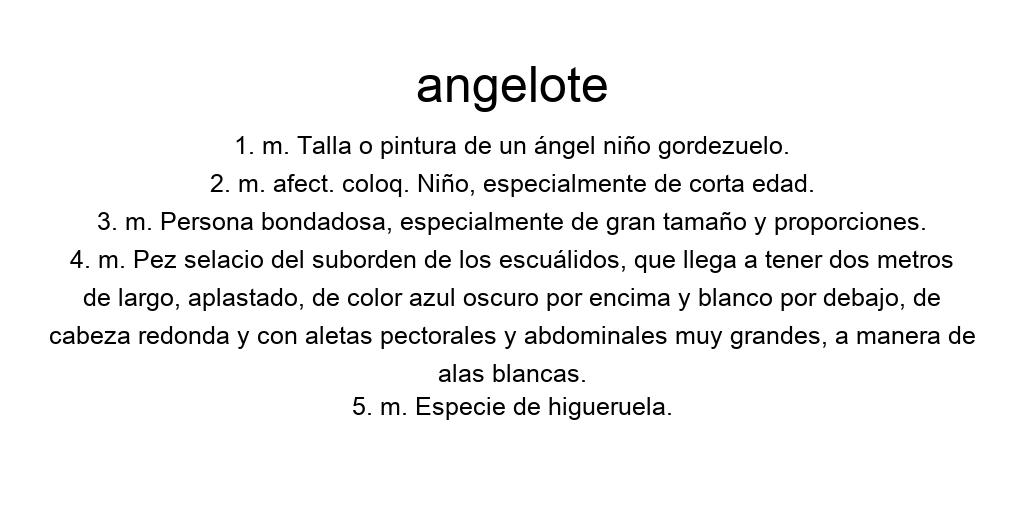 angelote
1. m. Talla o pintura de un ángel niño gordezuelo.
2. m. afect. coloq. Niño, especialmente de corta edad.
3. m. Persona bondadosa, especialmente de gran tamaño y proporciones.
4. m. Pez selacio del suborden de los escuálidos, que llega a tener dos metros
de largo, aplastado, de color azul oscuro por encima y blanco por debajo, de
cabeza redonda y con aletas pectorales y abdominales muy grandes, a manera de
alas blancas.
5. m. Especie de higueruela.